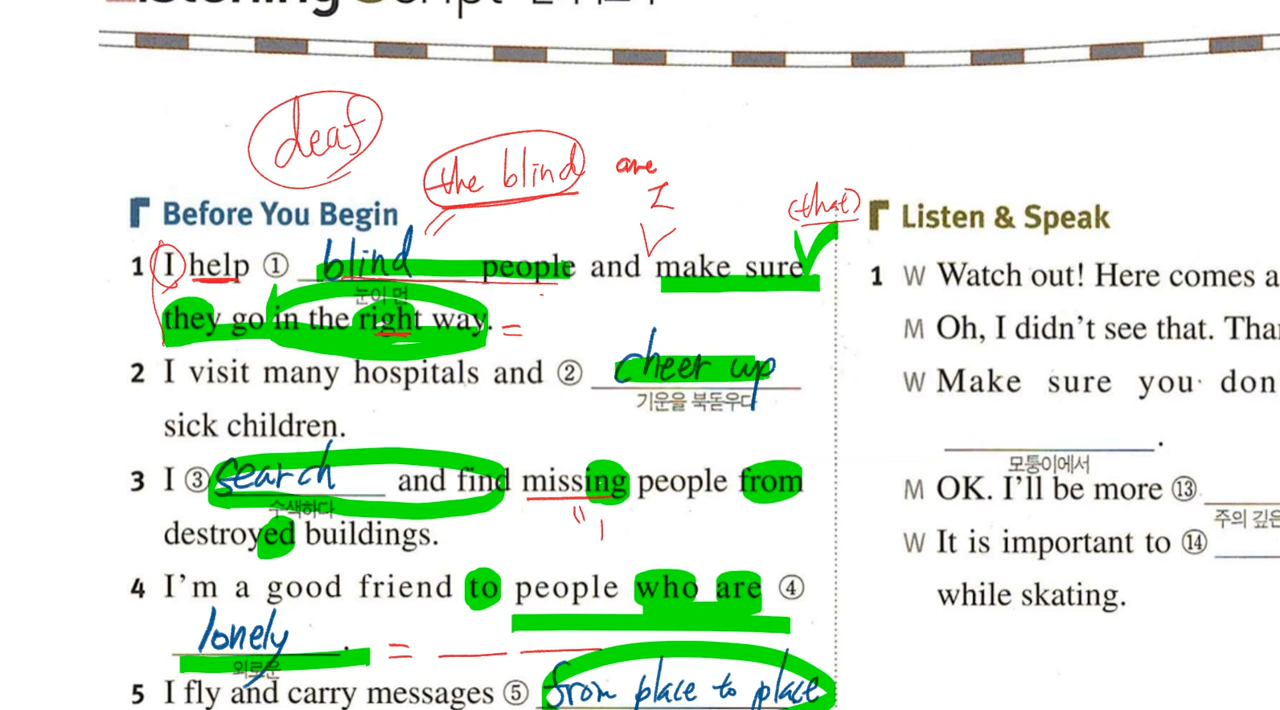 deaf
the blind are
I
(that)
Before You Begin
1 I help ① blind people and make sure
눈이 먼
they go in the right way. =
2 I visit many hospitals and ② cheer up
기운을 북돋우다
sick children.
3 I ③ search and find missing people from
수색하다
destroyed buildings.
4 I'm a good friend to people who are ④
lonely . =
외로운
5 I fly and carry messages ⑤ from place to place
Listen & Speak
1 W Watch out! Here comes a
M Oh, I didn't see that.
W Make sure you don
.
모퉁이에서
M OK. I'll be more ⑬
주의 깊은
W It is important to ⑭
while skating.